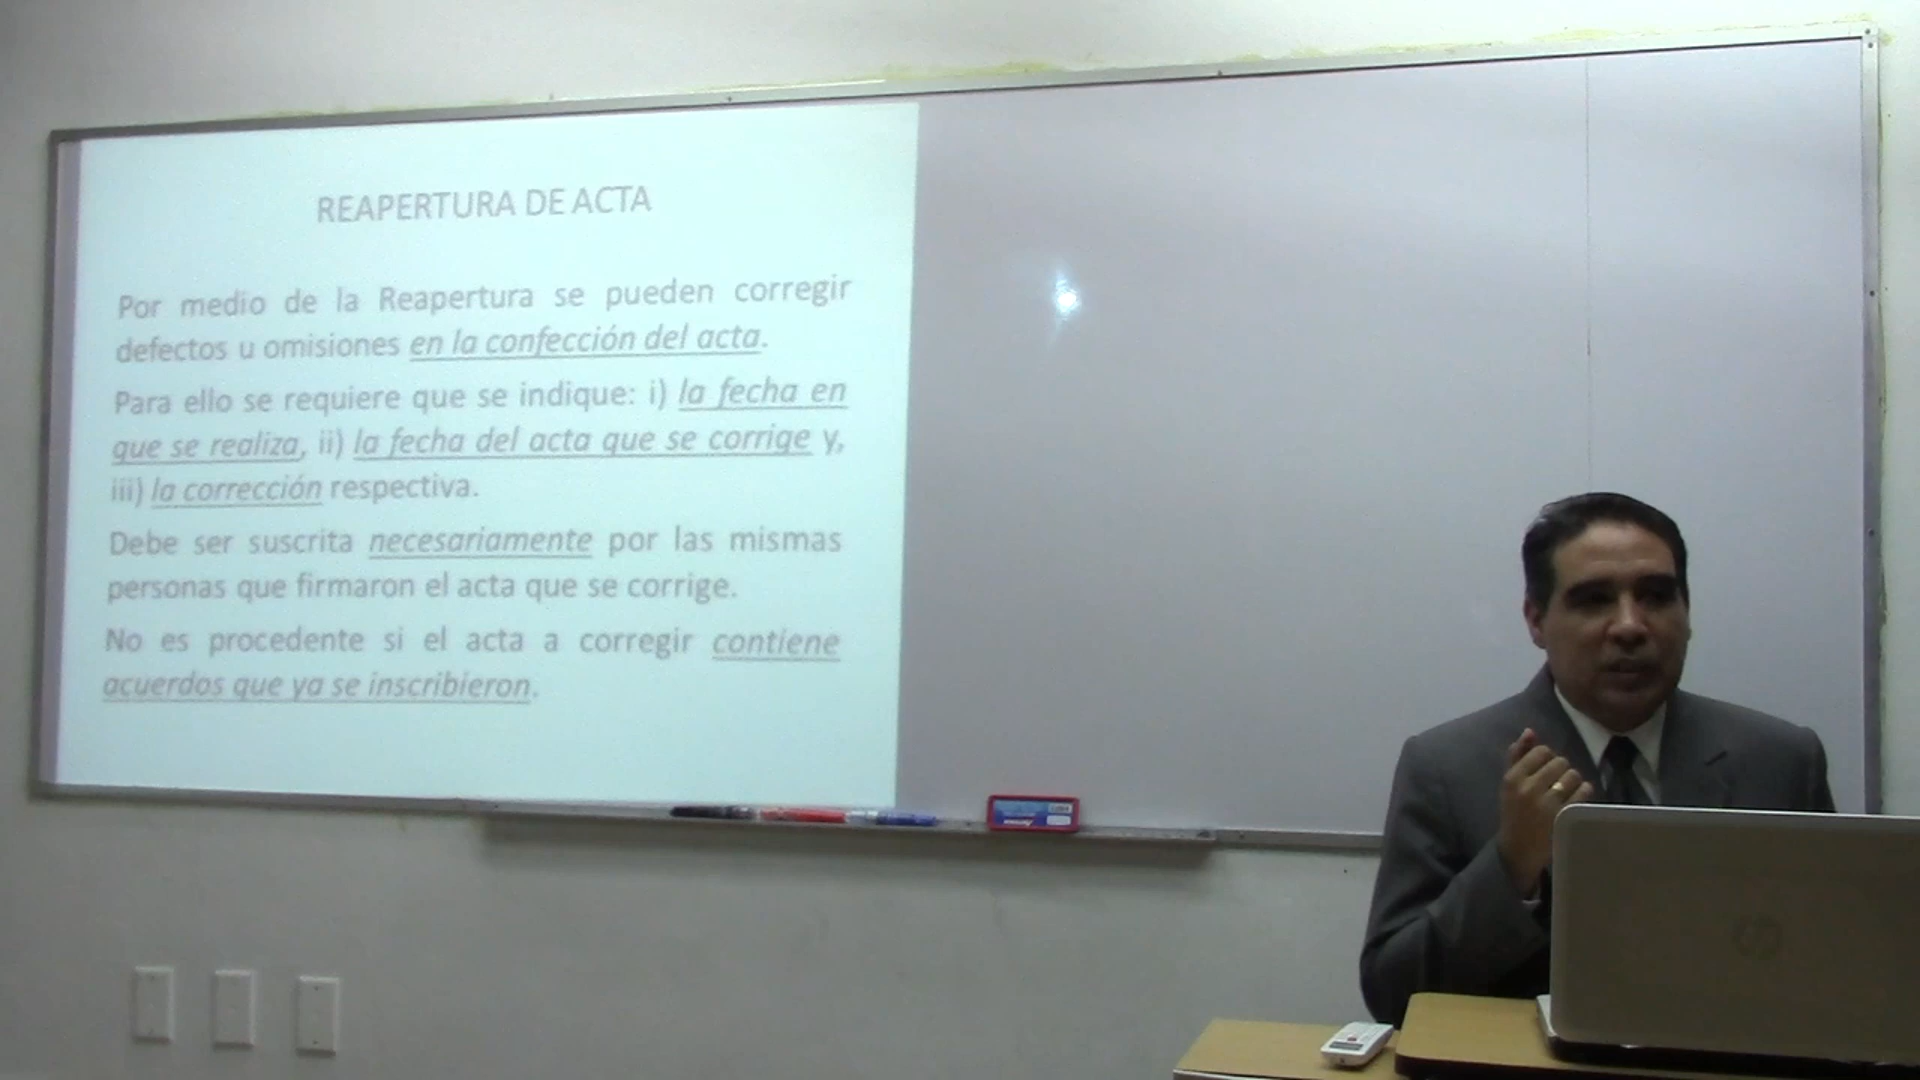 REAPERTURA DE ACTA
Por medio de la Reapertura se pueden corregir
defectos u omisiones en la confección del acta.
Para ello se requiere que se indique: i) la fecha en
que se realiza, ii) la fecha del acta que se corrige y,
iii) la corrección respectiva.
Debe ser suscrita necesariamente por las mismas
personas que firmaron el acta que se corrige.
No es procedente si el acta a corregir contiene
acuerdos que ya se inscribieron.
hp